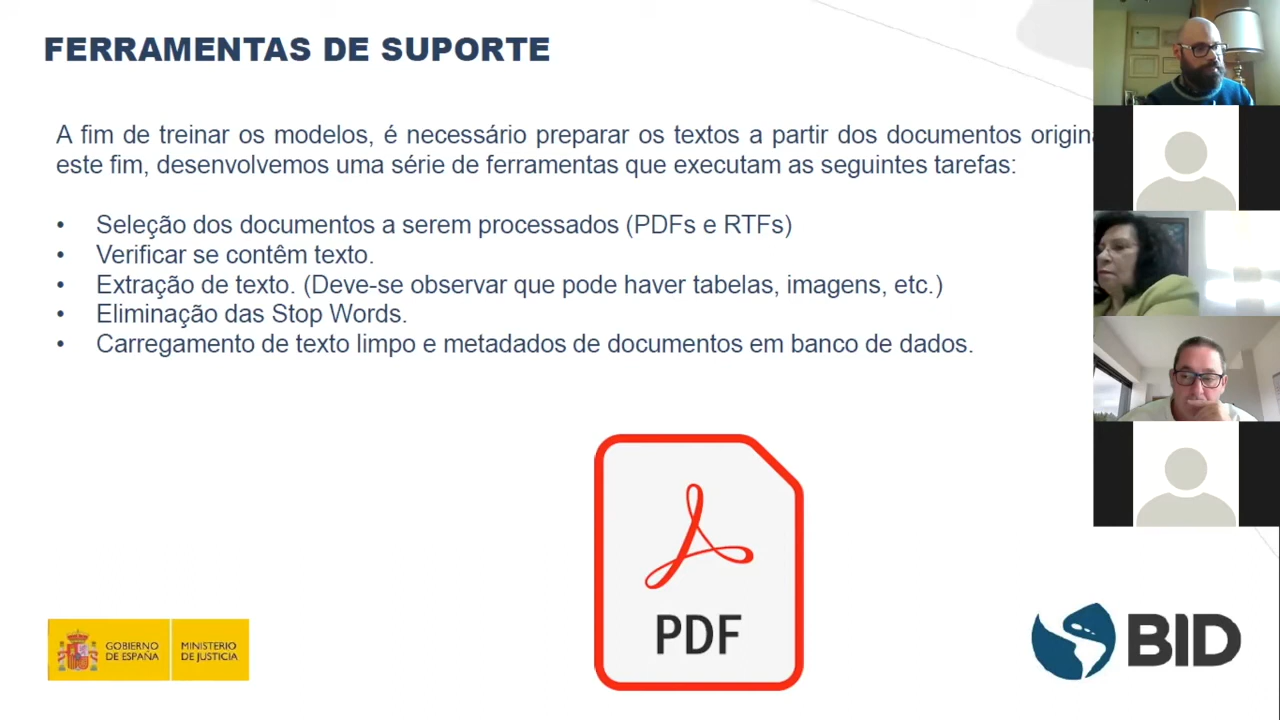 FERRAMENTAS DE SUPORTE
A fim de treinar os modelos, é necessário preparar os textos a partir dos documentos
este fim, desenvolvemos uma série de ferramentas que executam as seguintes tarefas:
• Seleção dos documentos a serem processados (PDFs e RTFs)
• Verificar se contêm texto.
• Extração de texto. (Deve-se observar que pode haver tabelas, imagens, etc.)
• Eliminação das Stop Words.
• Carregamento de texto limpo e metadados de documentos em banco de dados.
PDF
GOBIERNO
DE ESPAÑA
MINISTERIO
DE JUSTICIA
BID